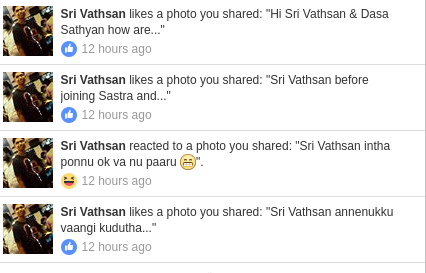 Sri Vathsan likes a photo you shared: "Hi Sri Vathsan & Dasa
Sathyan how are..."
12 hours ago
Sri Vathsan likes a photo you shared: "Sri Vathsan before
joining Sastra and..."
12 hours ago
Sri Vathsan reacted to a photo you shared: "Sri Vathsan intha
ponnu ok va nu paaru 😁".
12 hours ago
Sri Vathsan likes a photo you shared: "Sri Vathsan annenukku
vaangi kudutha..."
12 hours ago